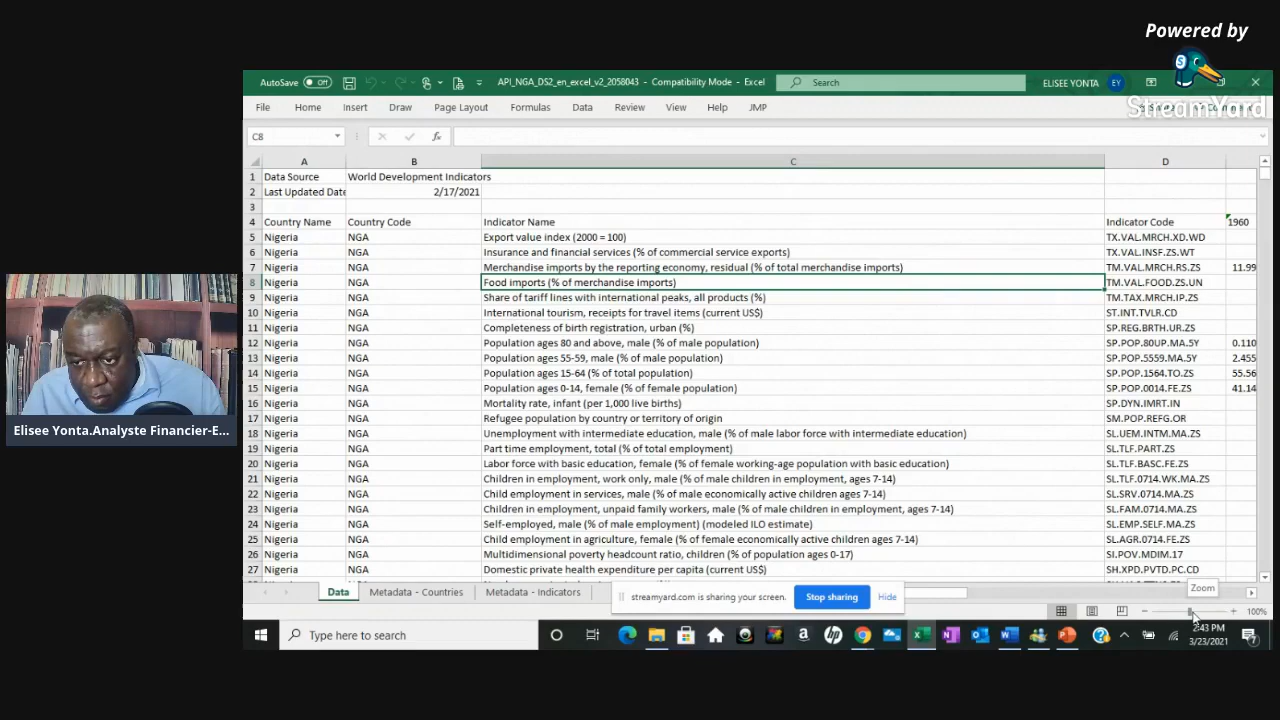 Powered by
StreamYard
AutoSave Off
API_NGA_DS2_en_excel_v2_2058043 - Compatibility Mode - Excel
Search
ELISEE YONTA EY
File Home Insert Draw Page Layout Formulas Data Review View Help JMP
C8 fx
A B C D
1 Data Source World Development Indicators
2 Last Updated Date 2/17/2021
3
4 Country Name Country Code Indicator Name Indicator Code 1960
5 Nigeria NGA Export value index (2000 = 100) TX.VAL.MRCH.XD.WD
6 Nigeria NGA Insurance and financial services (% of commercial service exports) TX.VAL.INSF.ZS.WT
7 Nigeria NGA Merchandise imports by the reporting economy, residual (% of total merchandise imports) TM.VAL.MRCH.RS.ZS 11.99
8 Nigeria NGA Food imports (% of merchandise imports) TM.VAL.FOOD.ZS.UN
9 Nigeria NGA Share of tariff lines with international peaks, all products (%) TM.TAX.MRCH.IP.ZS
10 Nigeria NGA International tourism, receipts for travel items (current US$) ST.INT.TVLR.CD
11 Nigeria NGA Completeness of birth registration, urban (%) SP.REG.BRTH.UR.ZS
12 Nigeria NGA Population ages 80 and above, male (% of male population) SP.POP.80UP.MA.5Y 0.110
13 Nigeria NGA Population ages 55-59, male (% of male population) SP.POP.5559.MA.5Y 2.455
14 Nigeria NGA Population ages 15-64 (% of total population) SP.POP.1564.TO.ZS 55.56
15 Nigeria NGA Population ages 0-14, female (% of female population) SP.POP.0014.FE.ZS 41.14
16 Nigeria NGA Mortality rate, infant (per 1,000 live births) SP.DYN.IMRT.IN
17 Nigeria NGA Refugee population by country or territory of origin SM.POP.REFG.OR
18 Nigeria NGA Unemployment with intermediate education, male (% of male labor force with intermediate education) SL.UEM.INTM.MA.ZS
19 Nigeria NGA Part time employment, total (% of total employment) SL.TLF.PART.ZS
20 Nigeria NGA Labor force with basic education, female (% of female working-age population with basic education) SL.TLF.BASC.FE.ZS
21 Nigeria NGA Children in employment, work only, male (% of male children in employment, ages 7-14) SL.TLF.0714.WK.MA.ZS
22 Nigeria NGA Child employment in services, male (% of male economically active children ages 7-14) SL.SRV.0714.MA.ZS
23 Nigeria NGA Children in employment, unpaid family workers, male (% of male children in employment, ages 7-14) SL.FAM.0714.MA.ZS
24 Nigeria NGA Self-employed, male (% of male employment) (modeled ILO estimate) SL.EMP.SELF.MA.ZS
25 Nigeria NGA Child employment in agriculture, female (% of female economically active children ages 7-14) SL.AGR.0714.FE.ZS
26 Nigeria NGA Multidimensional poverty headcount ratio, children (% of population ages 0-17) SI.POV.MDIM.17
27 Nigeria NGA Domestic private health expenditure per capita (current US$) SH.XPD.PVTD.PC.CD
Elisee Yonta.Analyste Financier-E...
Data Metadata - Countries Metadata - Indicators
streamyard.com is sharing your screen. Stop sharing Hide
Zoom
100%
Type here to search
2:43 PM
3/23/2021